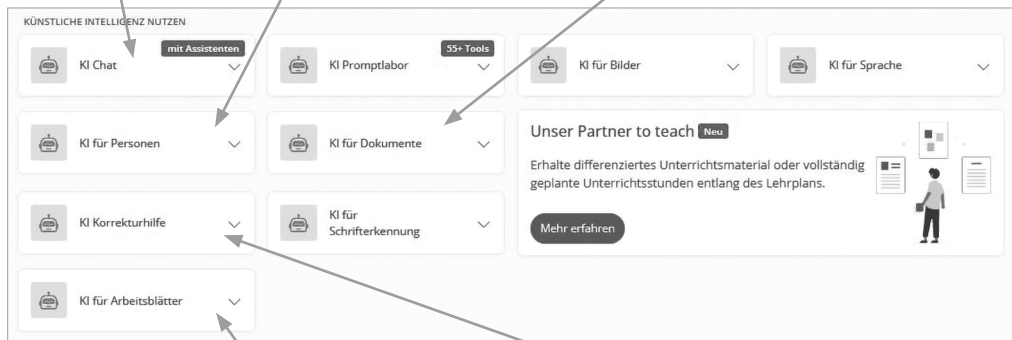 KÜNSTLICHE INTELLIGENZ NUTZEN
KI Chat
mit Assistenten
KI Promptlabor
55+ Tools
KI für Bilder
KI für Sprache
KI für Personen
KI für Dokumente
Unser Partner to teach Neu
Erhalte differenziertes Unterrichtsmaterial oder vollständig
geplante Unterrichtsstunden entlang des Lehrplans.
Mehr erfahren
KI Korrekturhilfe
KI für
Schrifterkennung
KI für Arbeitsblätter